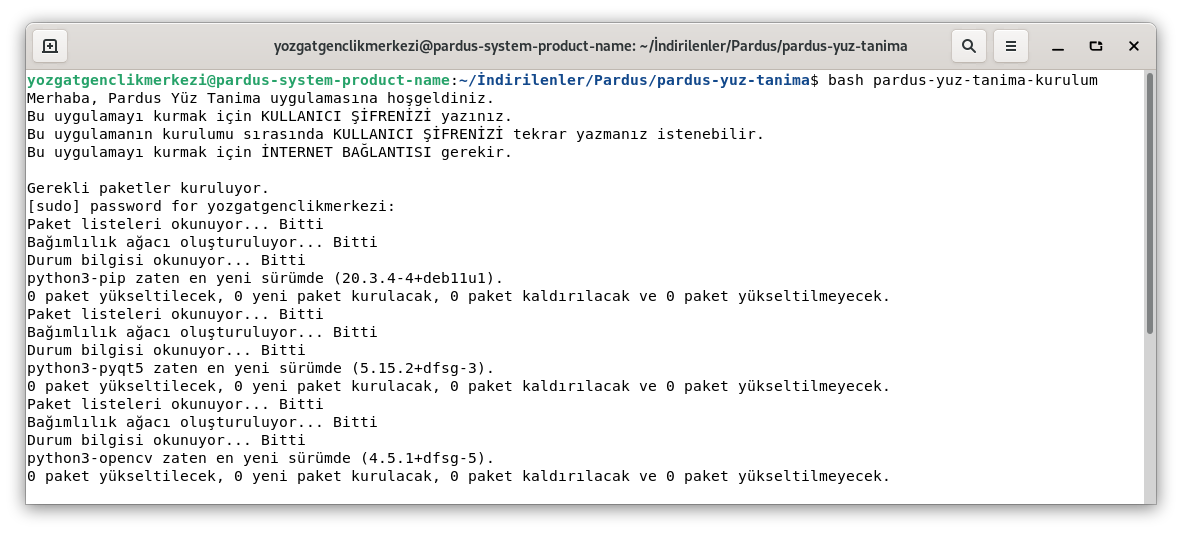 yozgatgenclikmerkezi@pardus-system-product-name: ~/İndirilenler/Pardus/pardus-yuz-tanima
yozgatgenclikmerkezi@pardus-system-product-name:~/İndirilenler/Pardus/pardus-yuz-tanima$ bash pardus-yuz-tanima-kurulum
Merhaba, Pardus Yüz Tanima uygulamasına hoşgeldiniz.
Bu uygulamayı kurmak için KULLANICI ŞİFRENİZİ yazınız.
Bu uygulamanın kurulumu sırasında KULLANICI ŞİFRENİZİ tekrar yazmanız istenebilir.
Bu uygulamayı kurmak için İNTERNET BAĞLANTISI gerekir.

Gerekli paketler kuruluyor.
[sudo] password for yozgatgenclikmerkezi:
Paket listeleri okunuyor... Bitti
Bağımlılık ağacı oluşturuluyor... Bitti
Durum bilgisi okunuyor... Bitti
python3-pip zaten en yeni sürümde (20.3.4-4+deb11u1).
0 paket yükseltilecek, 0 yeni paket kurulacak, 0 paket kaldırılacak ve 0 paket yükseltilmeyecek.
Paket listeleri okunuyor... Bitti
Bağımlılık ağacı oluşturuluyor... Bitti
Durum bilgisi okunuyor... Bitti
python3-pyqt5 zaten en yeni sürümde (5.15.2+dfsg-3).
0 paket yükseltilecek, 0 yeni paket kurulacak, 0 paket kaldırılacak ve 0 paket yükseltilmeyecek.
Paket listeleri okunuyor... Bitti
Bağımlılık ağacı oluşturuluyor... Bitti
Durum bilgisi okunuyor... Bitti
python3-opencv zaten en yeni sürümde (4.5.1+dfsg-5).
0 paket yükseltilecek, 0 yeni paket kurulacak, 0 paket kaldırılacak ve 0 paket yükseltilmeyecek.